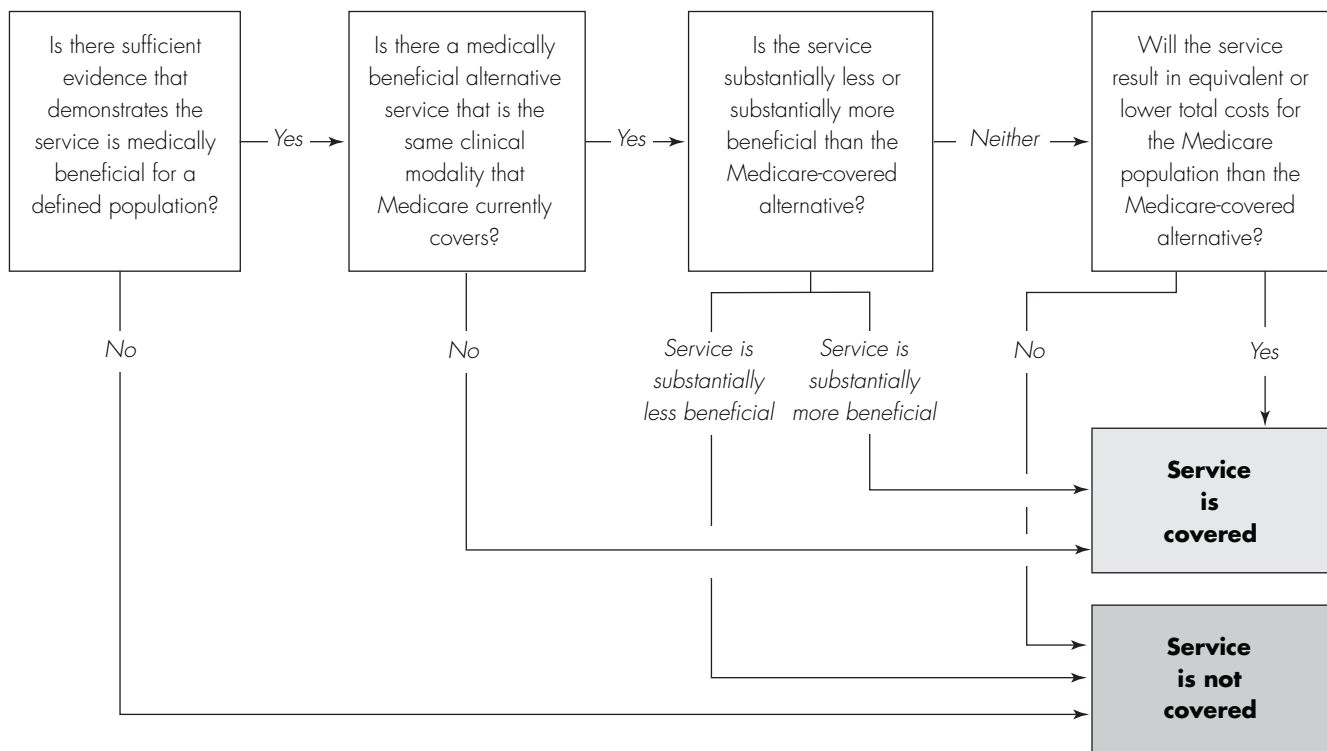 Is there sufficient
evidence that
demonstrates the
service is medically
beneficial for a
defined population?
Yes
Is there a medically
beneficial alternative
service that is the
same clinical
modality that
Medicare currently
covers?
Yes
Is the service
substantially less or
substantially more
beneficial than the
Medicare-covered
alternative?
Neither
Will the service
result in equivalent or
lower total costs for
the Medicare
population than the
Medicare-covered
alternative?
No
No
Service is
substantially
less beneficial
Service is
substantially
more beneficial
No
Yes
Service
is
covered
Service
is not
covered